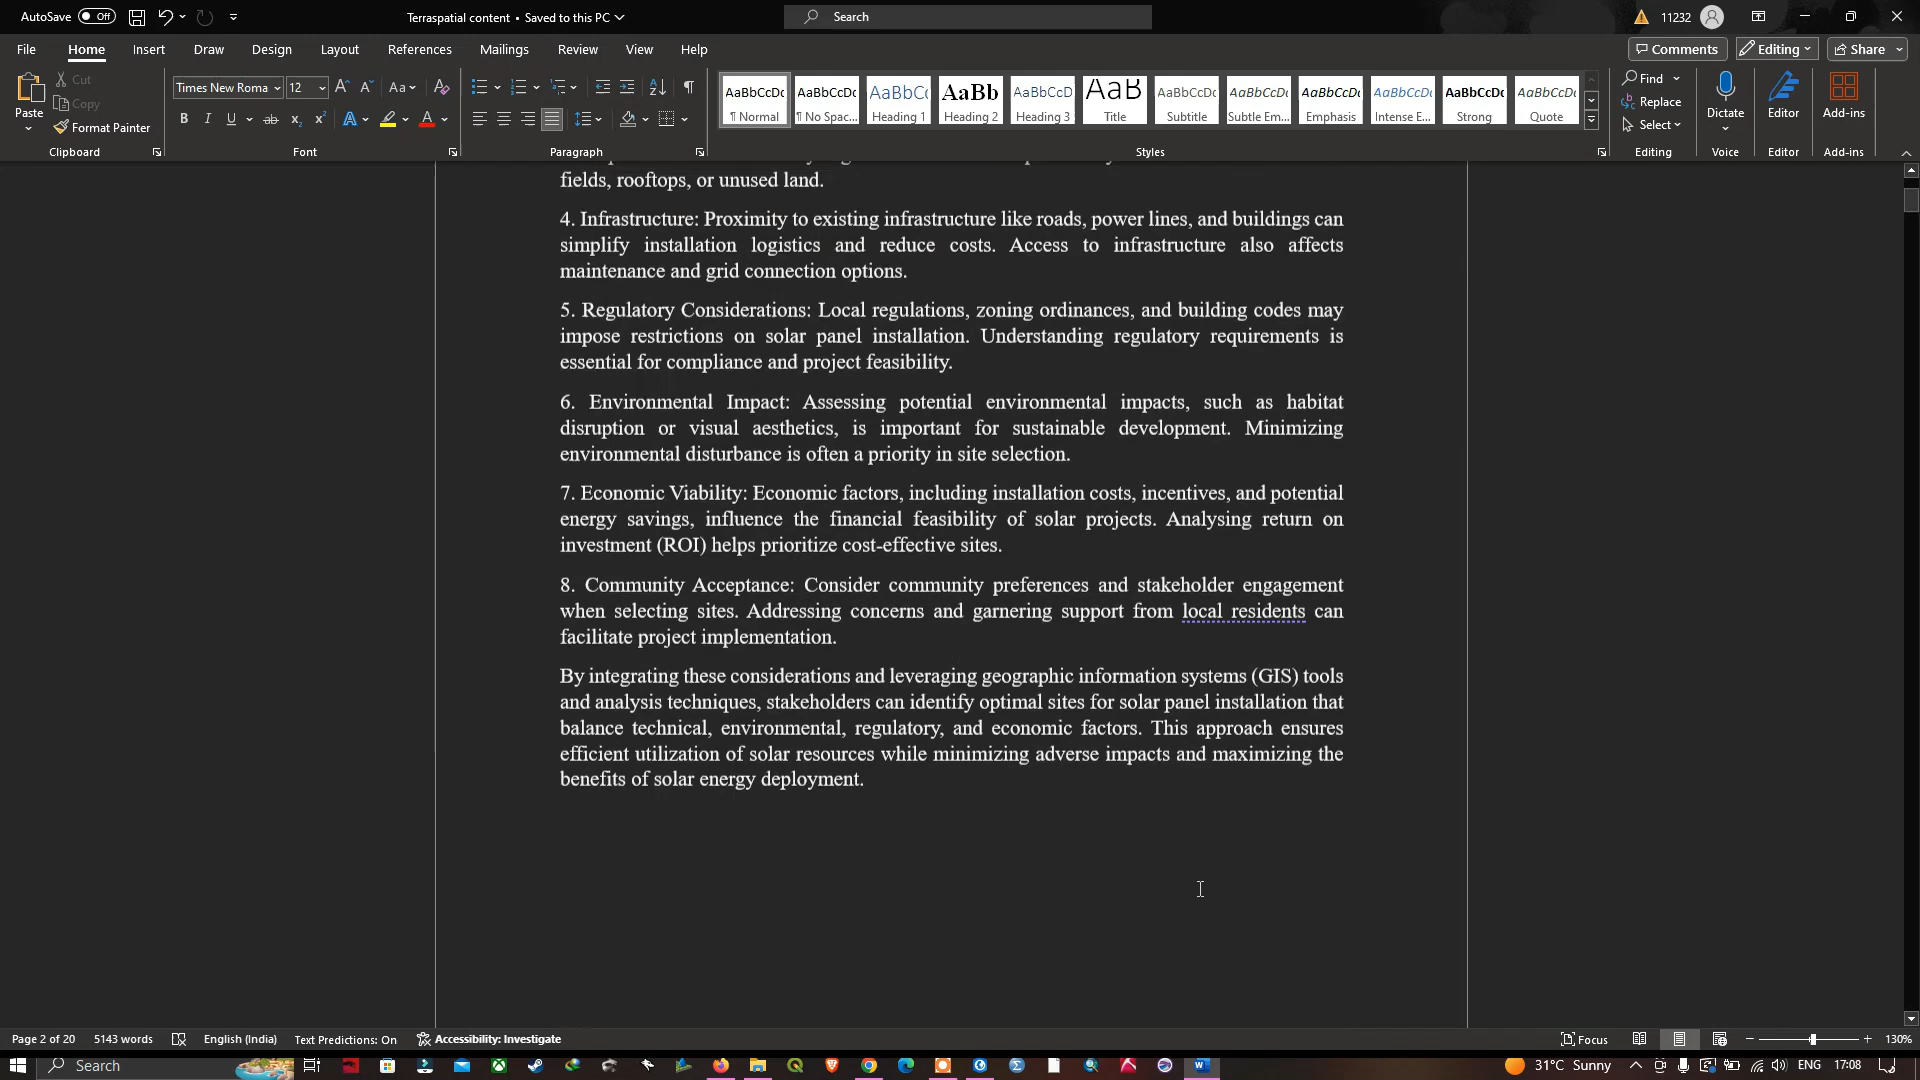 AutoSave Off Terraspatial content • Saved to this PC Search 11232
File Home Insert Draw Design Layout References Mailings Review View Help Comments Editing Share
Paste Cut Copy Format Painter Times New Roma 12 Aa
AaBbCcDc AaBbCcDc AaBbCc AaBb AaBbCcD AaB AaBbCcDc AaBbCcDc AaBbCcDc AaBbCcDc AaBbCcDc AaBbCcDc
¶ Normal ¶ No Spac... Heading 1 Heading 2 Heading 3 Title Subtitle Subtle Em... Emphasis Intense E... Strong Quote
Find Replace Select Dictate Editor Add-ins
Clipboard Font Paragraph Styles Editing Voice Editor Add-ins
fields, rooftops, or unused land.
4. Infrastructure: Proximity to existing infrastructure like roads, power lines, and buildings can
simplify installation logistics and reduce costs. Access to infrastructure also affects
maintenance and grid connection options.
5. Regulatory Considerations: Local regulations, zoning ordinances, and building codes may
impose restrictions on solar panel installation. Understanding regulatory requirements is
essential for compliance and project feasibility.
6. Environmental Impact: Assessing potential environmental impacts, such as habitat
disruption or visual aesthetics, is important for sustainable development. Minimizing
environmental disturbance is often a priority in site selection.
7. Economic Viability: Economic factors, including installation costs, incentives, and potential
energy savings, influence the financial feasibility of solar projects. Analysing return on
investment (ROI) helps prioritize cost-effective sites.
8. Community Acceptance: Consider community preferences and stakeholder engagement
when selecting sites. Addressing concerns and garnering support from local residents can
facilitate project implementation.
By integrating these considerations and leveraging geographic information systems (GIS) tools
and analysis techniques, stakeholders can identify optimal sites for solar panel installation that
balance technical, environmental, regulatory, and economic factors. This approach ensures
efficient utilization of solar resources while minimizing adverse impacts and maximizing the
benefits of solar energy deployment.
Page 2 of 20 5143 words English (India) Text Predictions: On Accessibility: Investigate Focus 130%
Search 31°C Sunny ENG 17:08